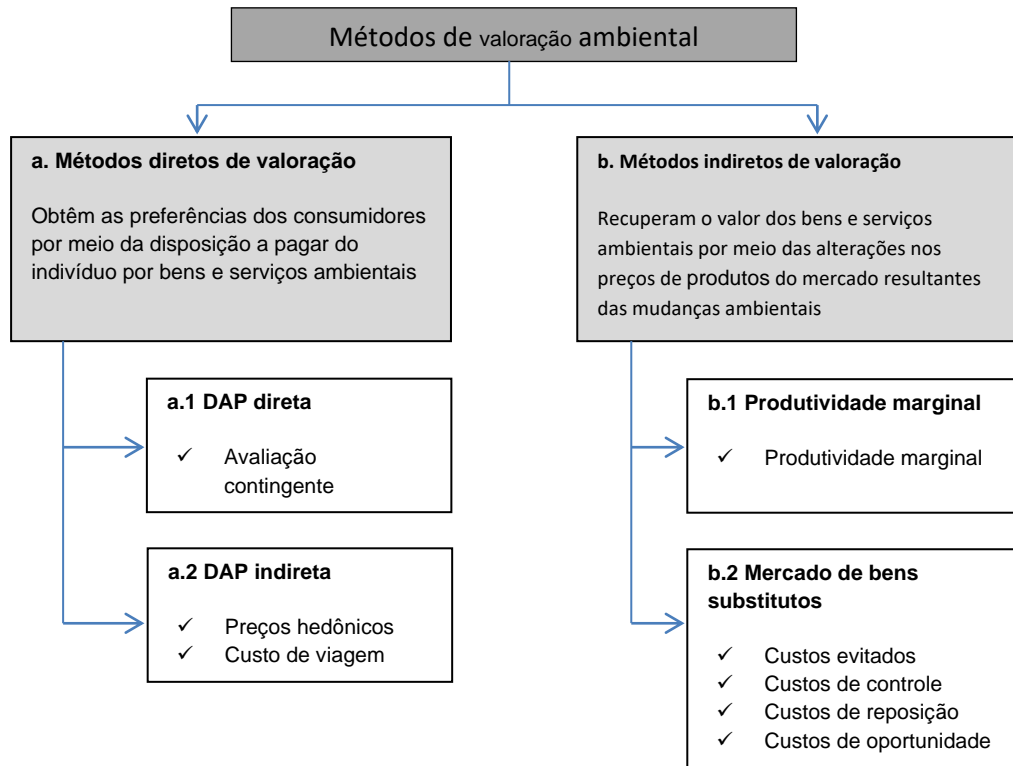 Métodos de valoração ambiental
a. Métodos diretos de valoração
Obtêm as preferências dos consumidores
por meio da disposição a pagar do
indivíduo por bens e serviços ambientais
b. Métodos indiretos de valoração
Recuperam o valor dos bens e serviços
ambientais por meio das alterações nos
preços de produtos do mercado resultantes
das mudanças ambientais
a.1 DAP direta
✓ Avaliação
contingente
a.2 DAP indireta
✓ Preços hedônicos
✓ Custo de viagem
b.1 Produtividade marginal
✓ Produtividade marginal
b.2 Mercado de bens
substitutos
✓ Custos evitados
✓ Custos de controle
✓ Custos de reposição
✓ Custos de oportunidade